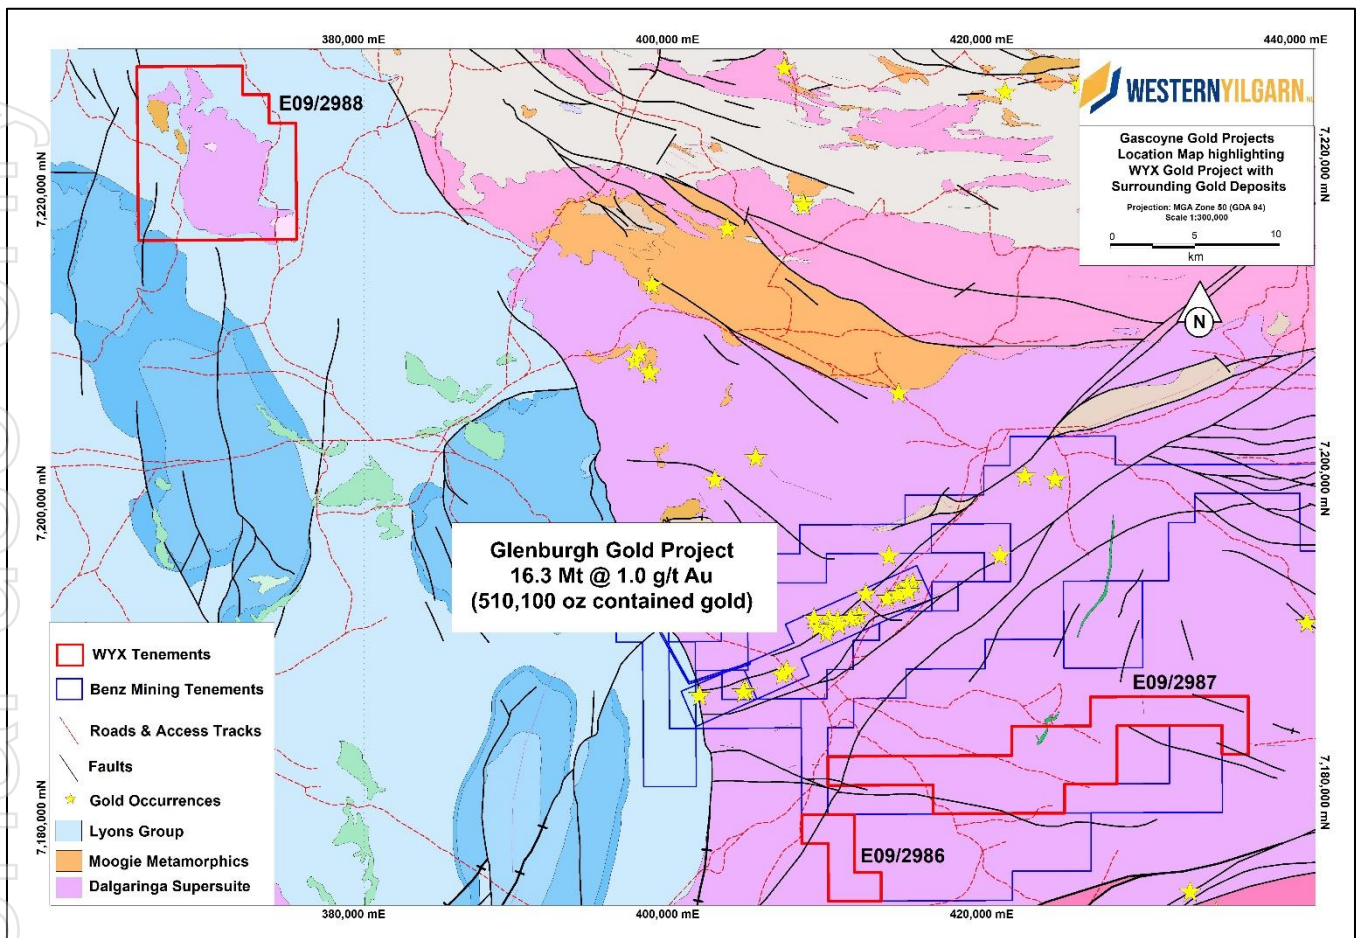 380,000 mE
400,000 mE
420,000 mE
440,000 mE
WESTERNYILGARN NL
Gascoyne Gold Projects
Location Map highlighting
WYX Gold Project with
Surrounding Gold Deposits
Projection: MGA Zone 50 (GDA 94)
Scale 1:300,000
0 5 10
km
N
E09/2988
7,220,000 mN
7,220,000 mN
7,200,000 mN
7,200,000 mN
Glenburgh Gold Project
16.3 Mt @ 1.0 g/t Au
(510,100 oz contained gold)
WYX Tenements
Benz Mining Tenements
Roads & Access Tracks
Faults
Gold Occurrences
Lyons Group
Moogie Metamorphics
Dalgaringa Supersuite
E09/2987
E09/2986
7,180,000 mN
7,180,000 mN
380,000 mE
400,000 mE
420,000 mE